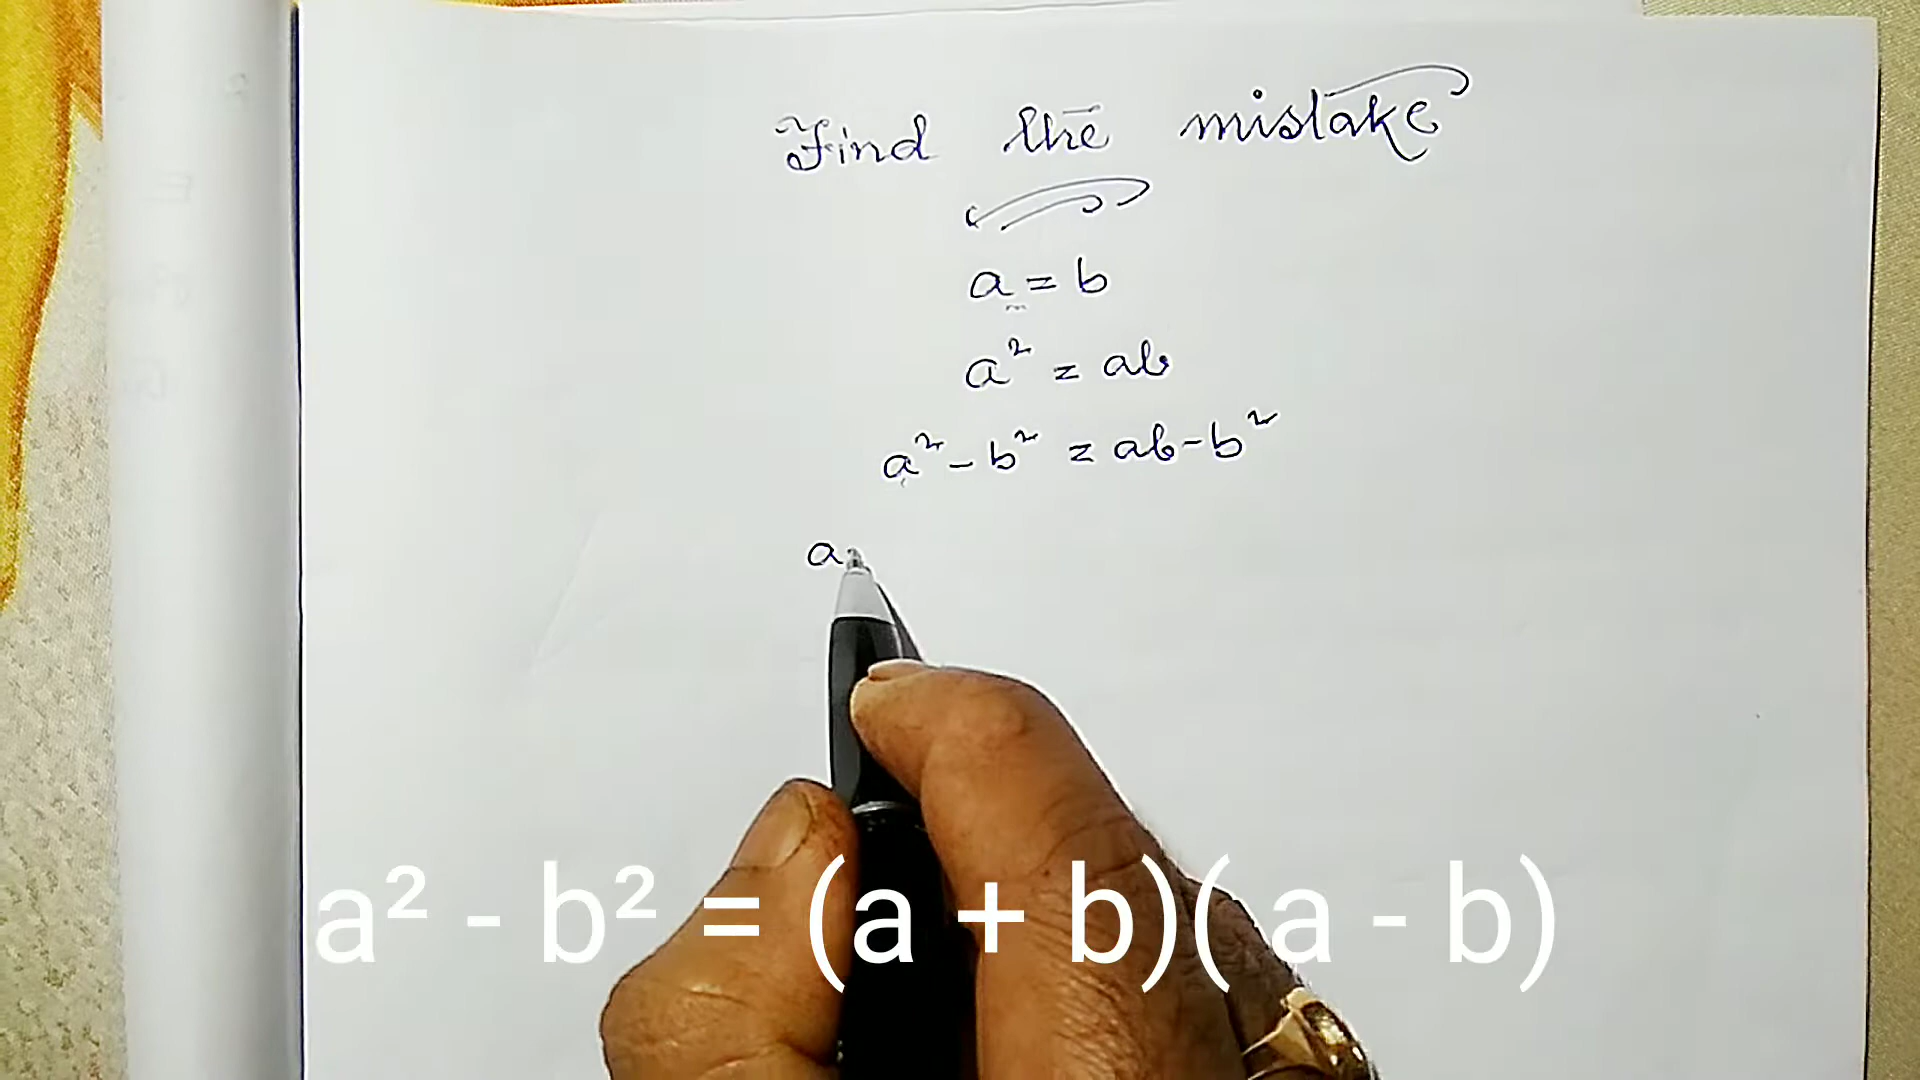 Find the mistake
a = b
a² = ab
a² - b² = ab - b²
a
a² - b² = (a + b)( a - b)